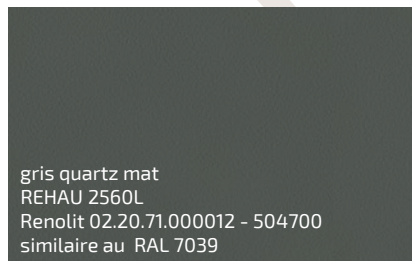 gris quartz mat
REHAU 2560L
Renolit 02.20.71.000012 - 504700
similaire au RAL 7039